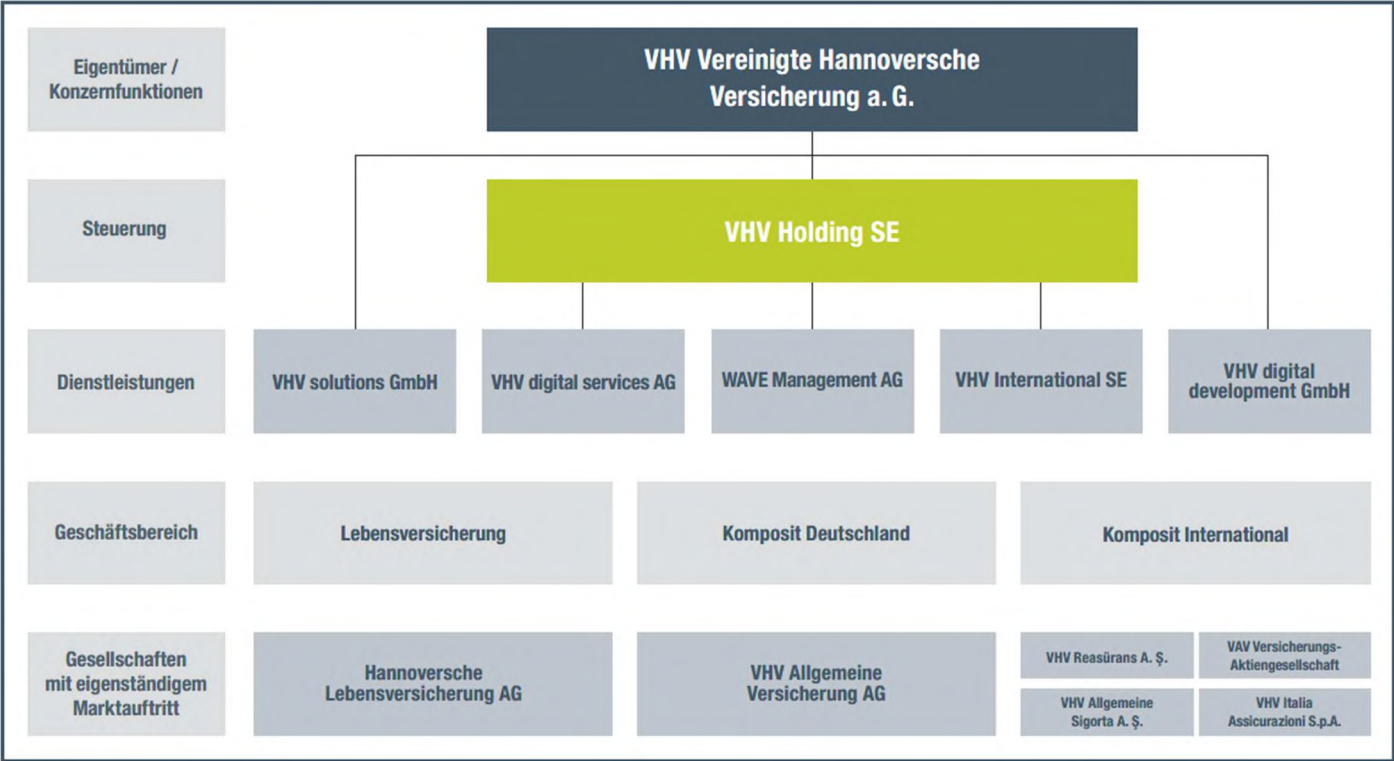 Eigentümer /
Konzernfunktionen
VHV Vereinigte Hannoversche
Versicherung a. G.
Steuerung
VHV Holding SE
Dienstleistungen
VHV solutions GmbH
VHV digital services AG
WAVE Management AG
VHV International SE
VHV digital
development GmbH
Geschäftsbereich
Lebensversicherung
Komposit Deutschland
Komposit International
Gesellschaften
mit eigenständigem
Marktauftritt
Hannoversche
Lebensversicherung AG
VHV Allgemeine
Versicherung AG
VHV Reasürans A. Ş.
VAV Versicherungs-
Aktiengesellschaft
VHV Allgemeine
Sigorta A. Ş.
VHV Italia
Assicurazioni S.p.A.